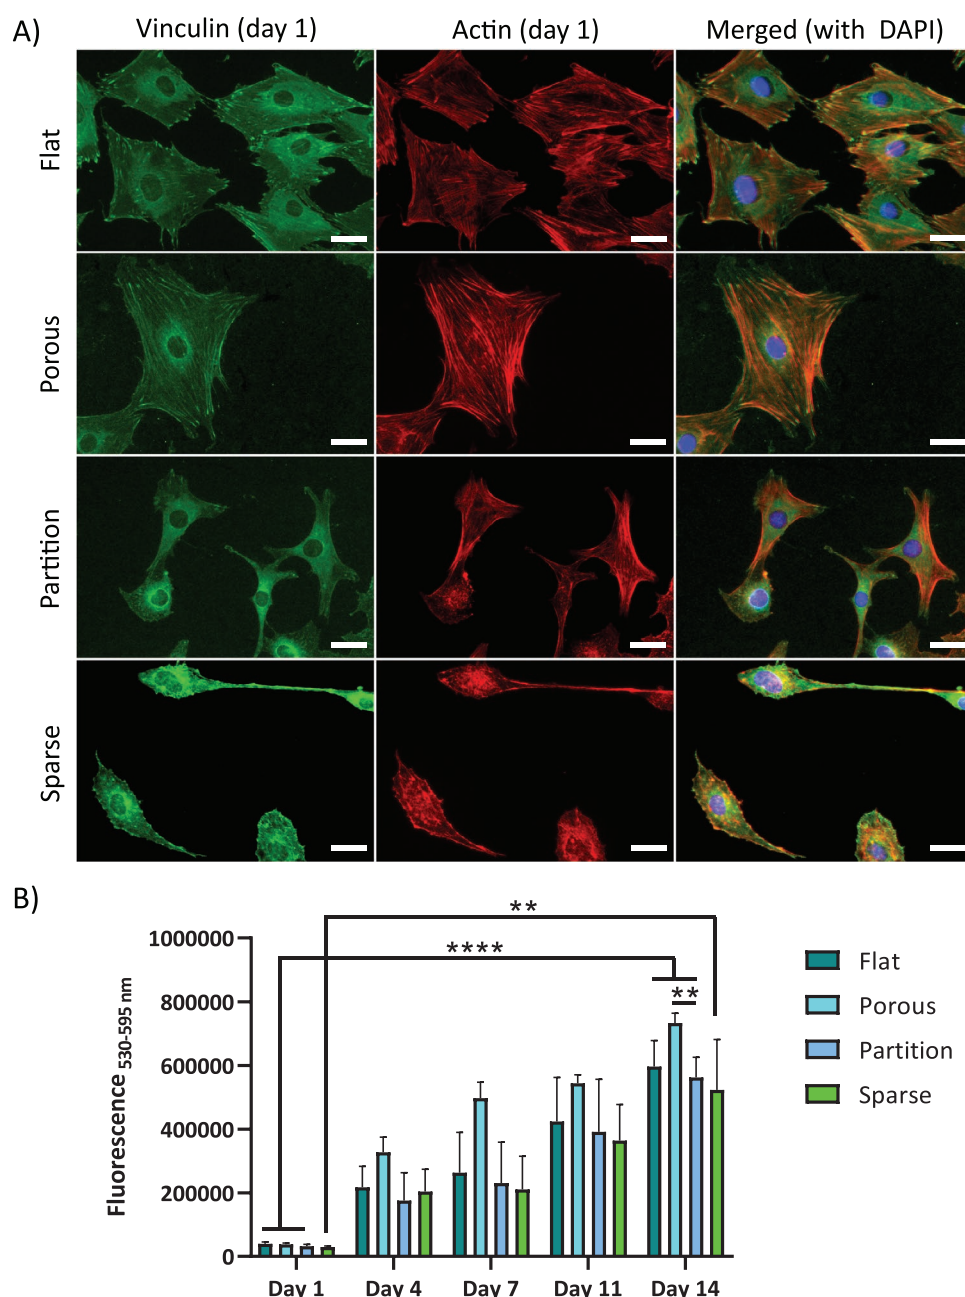 A)
Vinculin (day 1)
Actin (day 1)
Merged (with DAPI)
Flat
Porous
Partition
Sparse
B)
**
****
**
Fluorescence 530-595 nm
1000000
800000
600000
400000
200000
0
Day 1
Day 4
Day 7
Day 11
Day 14
Flat
Porous
Partition
Sparse